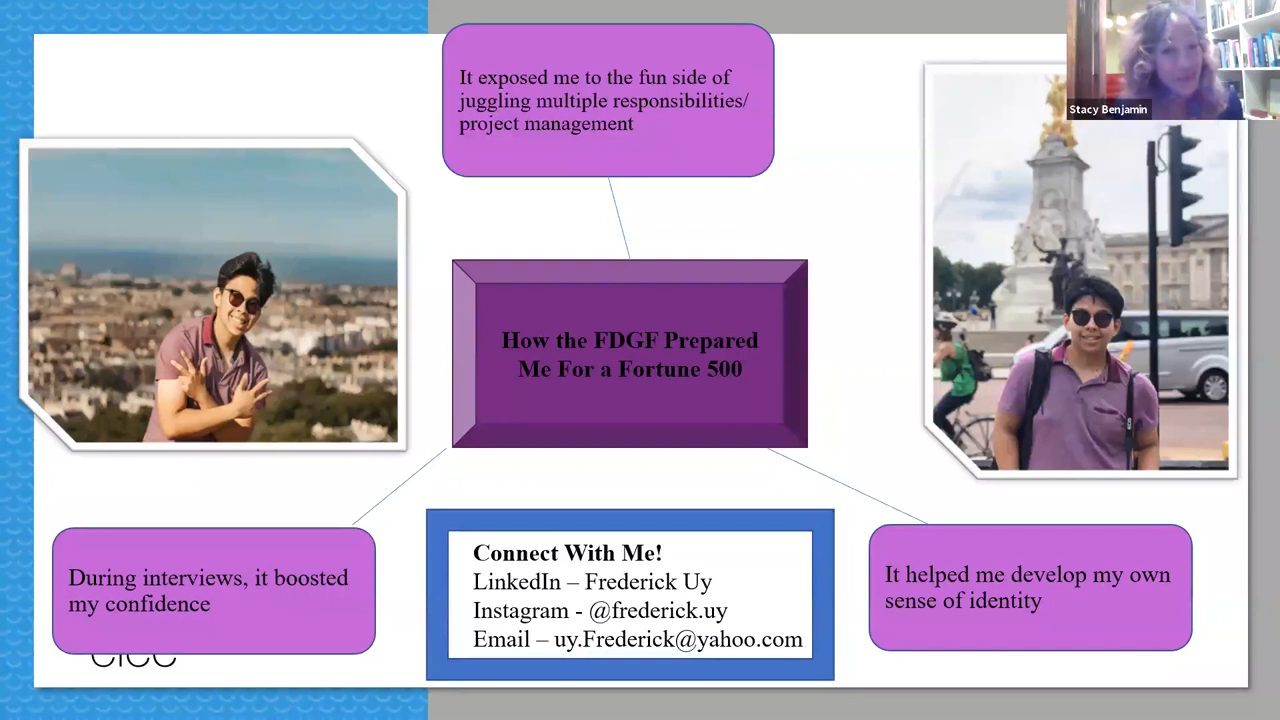 It exposed me to the fun side of
juggling multiple responsibilities/
project management
Stacy Benjamin
How the FDGF Prepared
Me For a Fortune 500
During interviews, it boosted
my confidence
Connect With Me!
LinkedIn – Frederick Uy
Instagram - @frederick.uy
Email – uy.Frederick@yahoo.com
It helped me develop my own
sense of identity